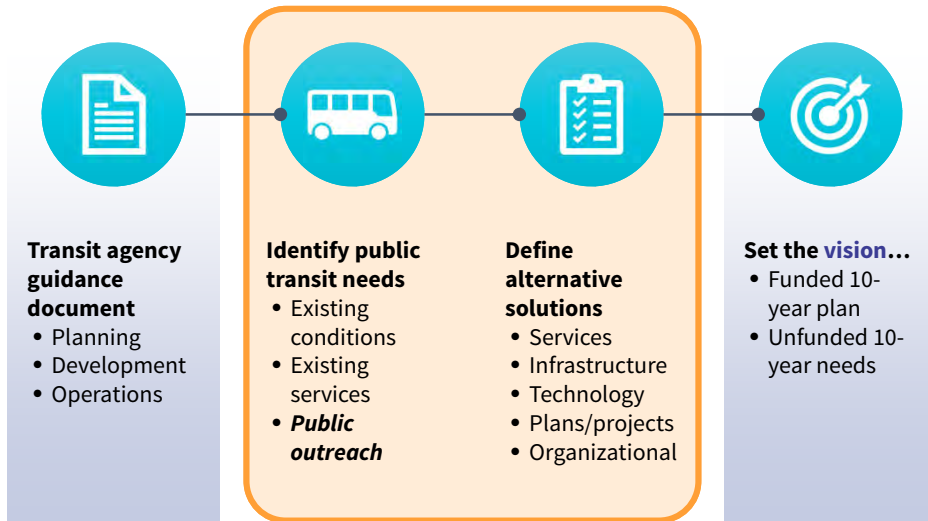 Transit agency
guidance
document
• Planning
• Development
• Operations
Identify public
transit needs
• Existing
conditions
• Existing
services
• Public
outreach
Define
alternative
solutions
• Services
• Infrastructure
• Technology
• Plans/projects
• Organizational
Set the vision…
• Funded 10-
year plan
• Unfunded 10-
year needs